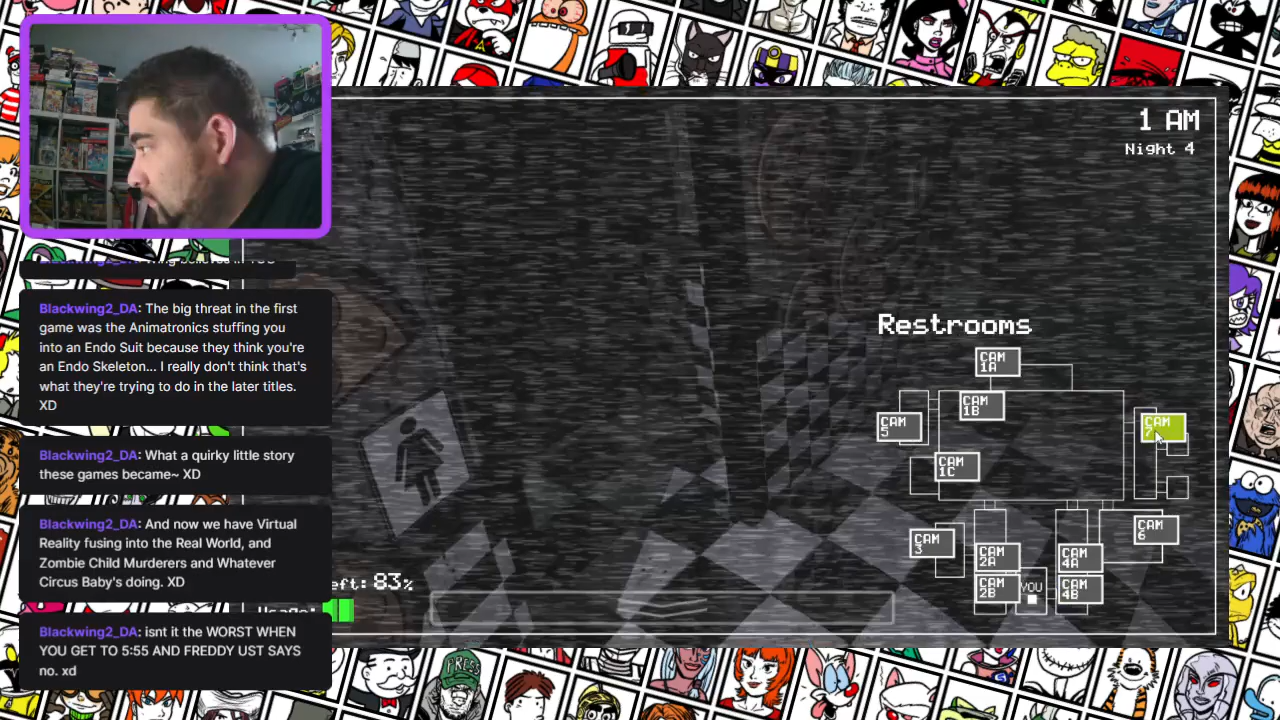 1 AM
Night 4
Blackwing2_DA: The big threat in the first
game was the Animatronics stuffing you
into an Endo Suit because they think you're
an Endo Skeleton... I really don't think that's
what they're trying to do in the later titles.
XD
Blackwing2_DA: What a quirky little story
these games became~ XD
Blackwing2_DA: And now we have Virtual
Reality fusing into the Real World, and
Zombie Child Murderers and Whatever
Circus Baby's doing. XD
Blackwing2_DA: isnt it the WORST WHEN
YOU GET TO 5:55 AND FREDDY UST SAYS
no. xd
Restrooms
CAM
1A
CAM
1B
CAM
5
CAM
7
CAM
1C
CAM
3
CAM
6
CAM
2A
CAM
4A
CAM
2B
YOU
CAM
4B
eft: 83%
Usage:
PRESS